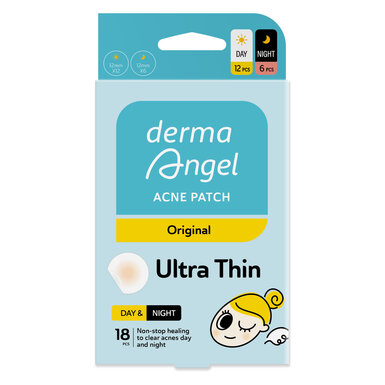 12mm
x12
12mm
x6
DAY
NIGHT
12 PCS
6 PCS
derma
Angel
ACNE PATCH
Original
Ultra Thin
DAY & NIGHT
18
PCS
Non-stop healing
to clear acnes day
and night